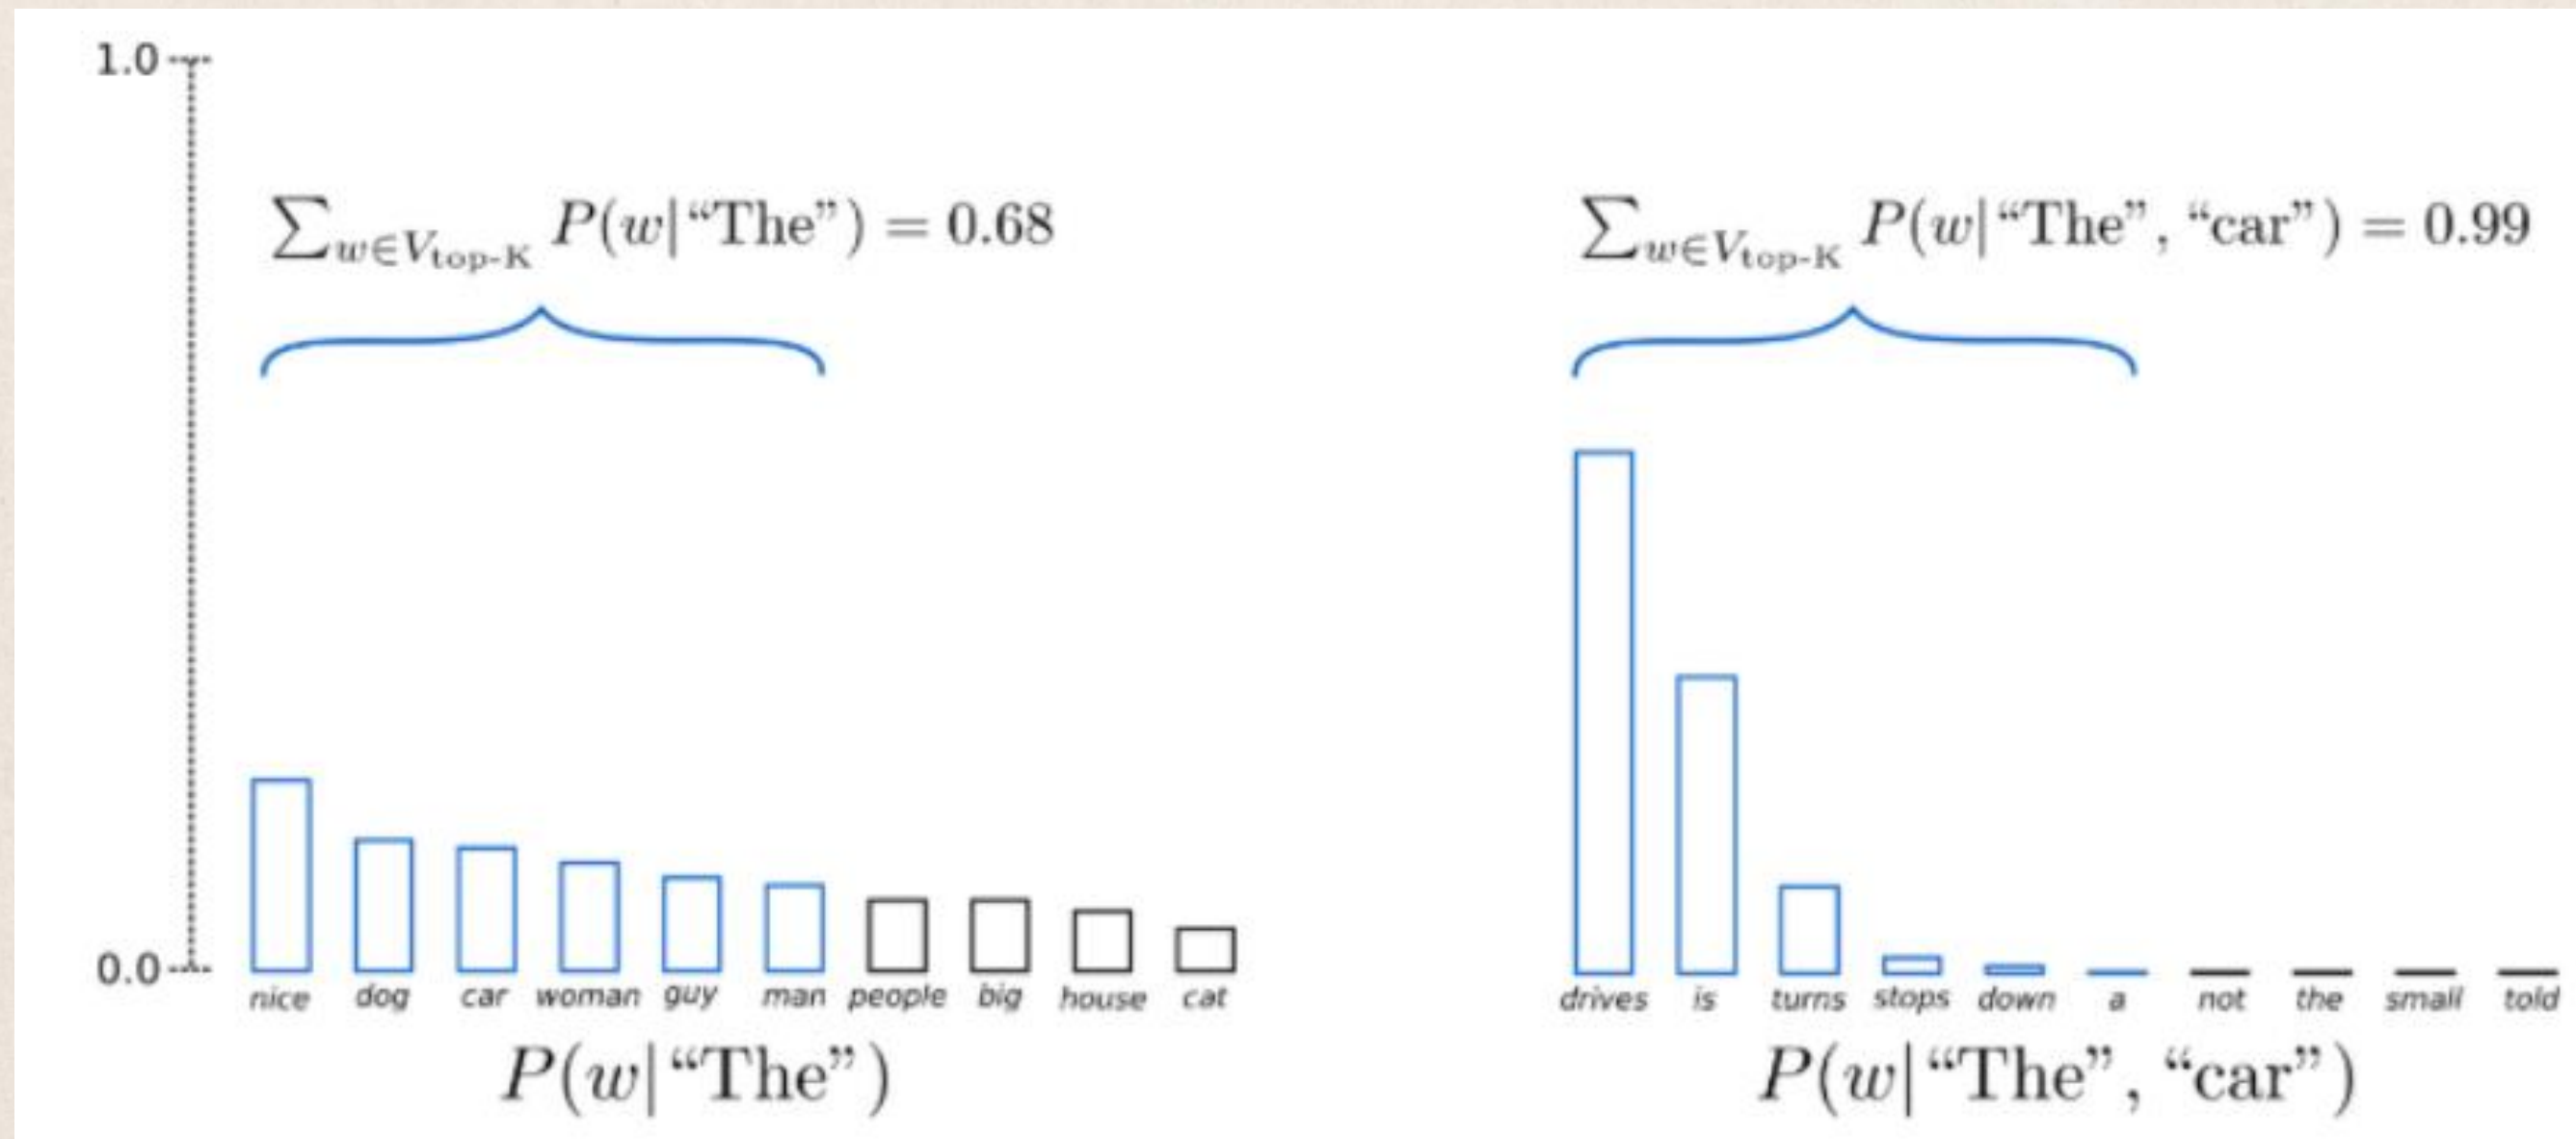 1.0
∑w∈Vtop-K P(w|“The”) = 0.68
∑w∈Vtop-K P(w|“The”, “car”) = 0.99
0.0
nice dog car woman guy man people big house cat
drives is turns stops down a not the small told
P(w|“The”)
P(w|“The”, “car”)